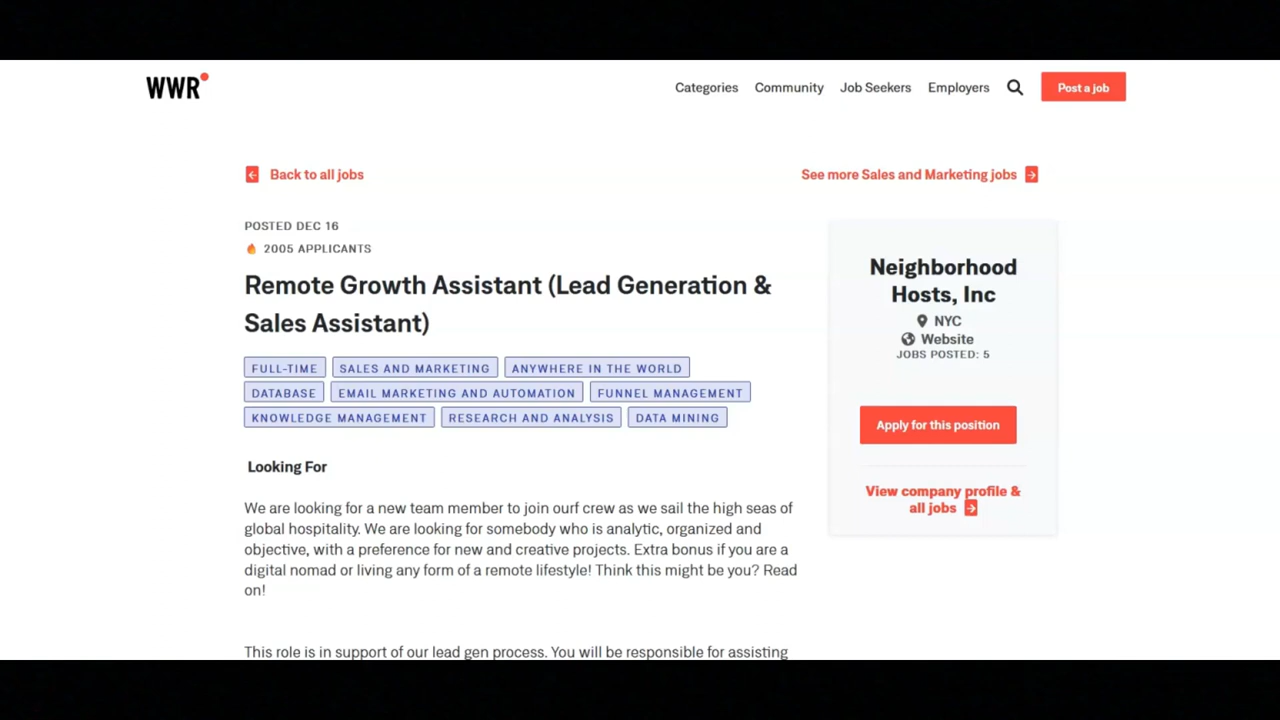 WWR
Categories Community Job Seekers Employers Post a job
Back to all jobs
See more Sales and Marketing jobs
POSTED DEC 16
2005 APPLICANTS
Remote Growth Assistant (Lead Generation &
Sales Assistant)
FULL-TIME SALES AND MARKETING ANYWHERE IN THE WORLD
DATABASE EMAIL MARKETING AND AUTOMATION FUNNEL MANAGEMENT
KNOWLEDGE MANAGEMENT RESEARCH AND ANALYSIS DATA MINING
Looking For
We are looking for a new team member to join ourf crew as we sail the high seas of
global hospitality. We are looking for somebody who is analytic, organized and
objective, with a preference for new and creative projects. Extra bonus if you are a
digital nomad or living any form of a remote lifestyle! Think this might be you? Read
on!
This role is in support of our lead gen process. You will be responsible for assisting
Neighborhood
Hosts, Inc
NYC
Website
JOBS POSTED: 5
Apply for this position
View company profile &
all jobs